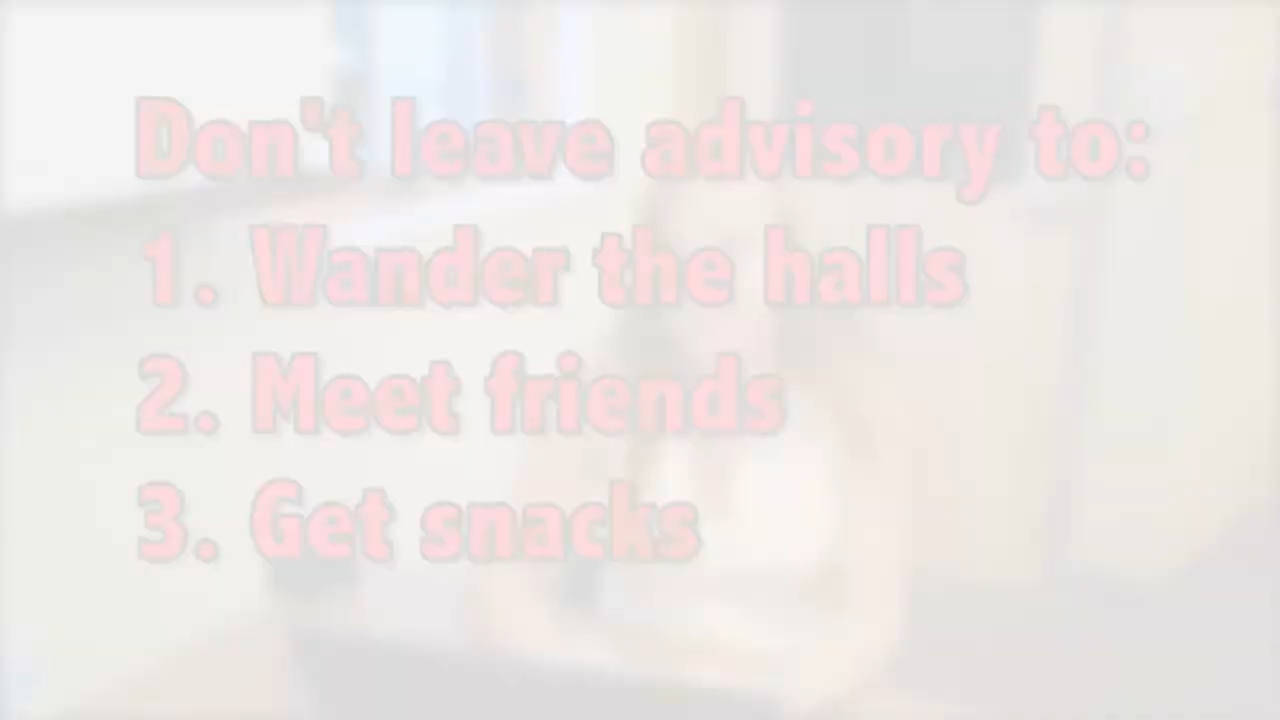 Don't leave advisory to:
1. Wander the halls
2. Meet friends
3. Get snacks